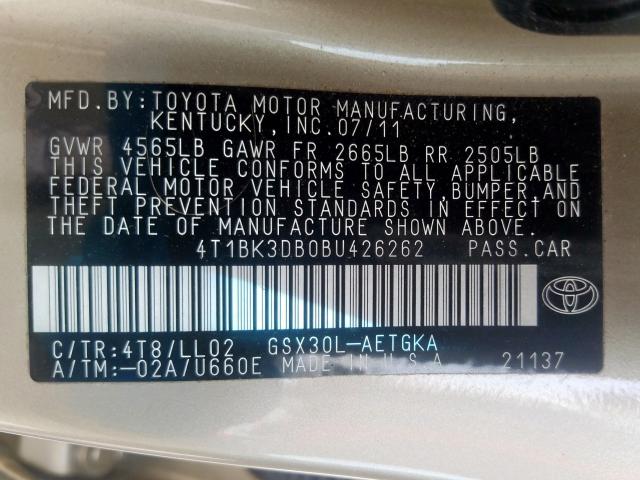 MFD.BY:TOYOTA MOTOR MANUFACTURING,
KENTUCKY,INC.07/11
GVWR 4565LB GAWR FR 2665LB RR 2505LB
THIS VEHICLE CONFORMS TO ALL APPLICABLE
FEDERAL MOTOR VEHICLE SAFETY,BUMPER,AND
THEFT PREVENTION STANDARDS IN EFFECT ON
THE DATE OF MANUFACTURE SHOWN ABOVE.
4T1BK3DB0BU426262 PASS.CAR
C/TR:4T8/LL02 GSX30L-AETGKA
A/TM:-02A/U660E MADE IN U.S.A 21137